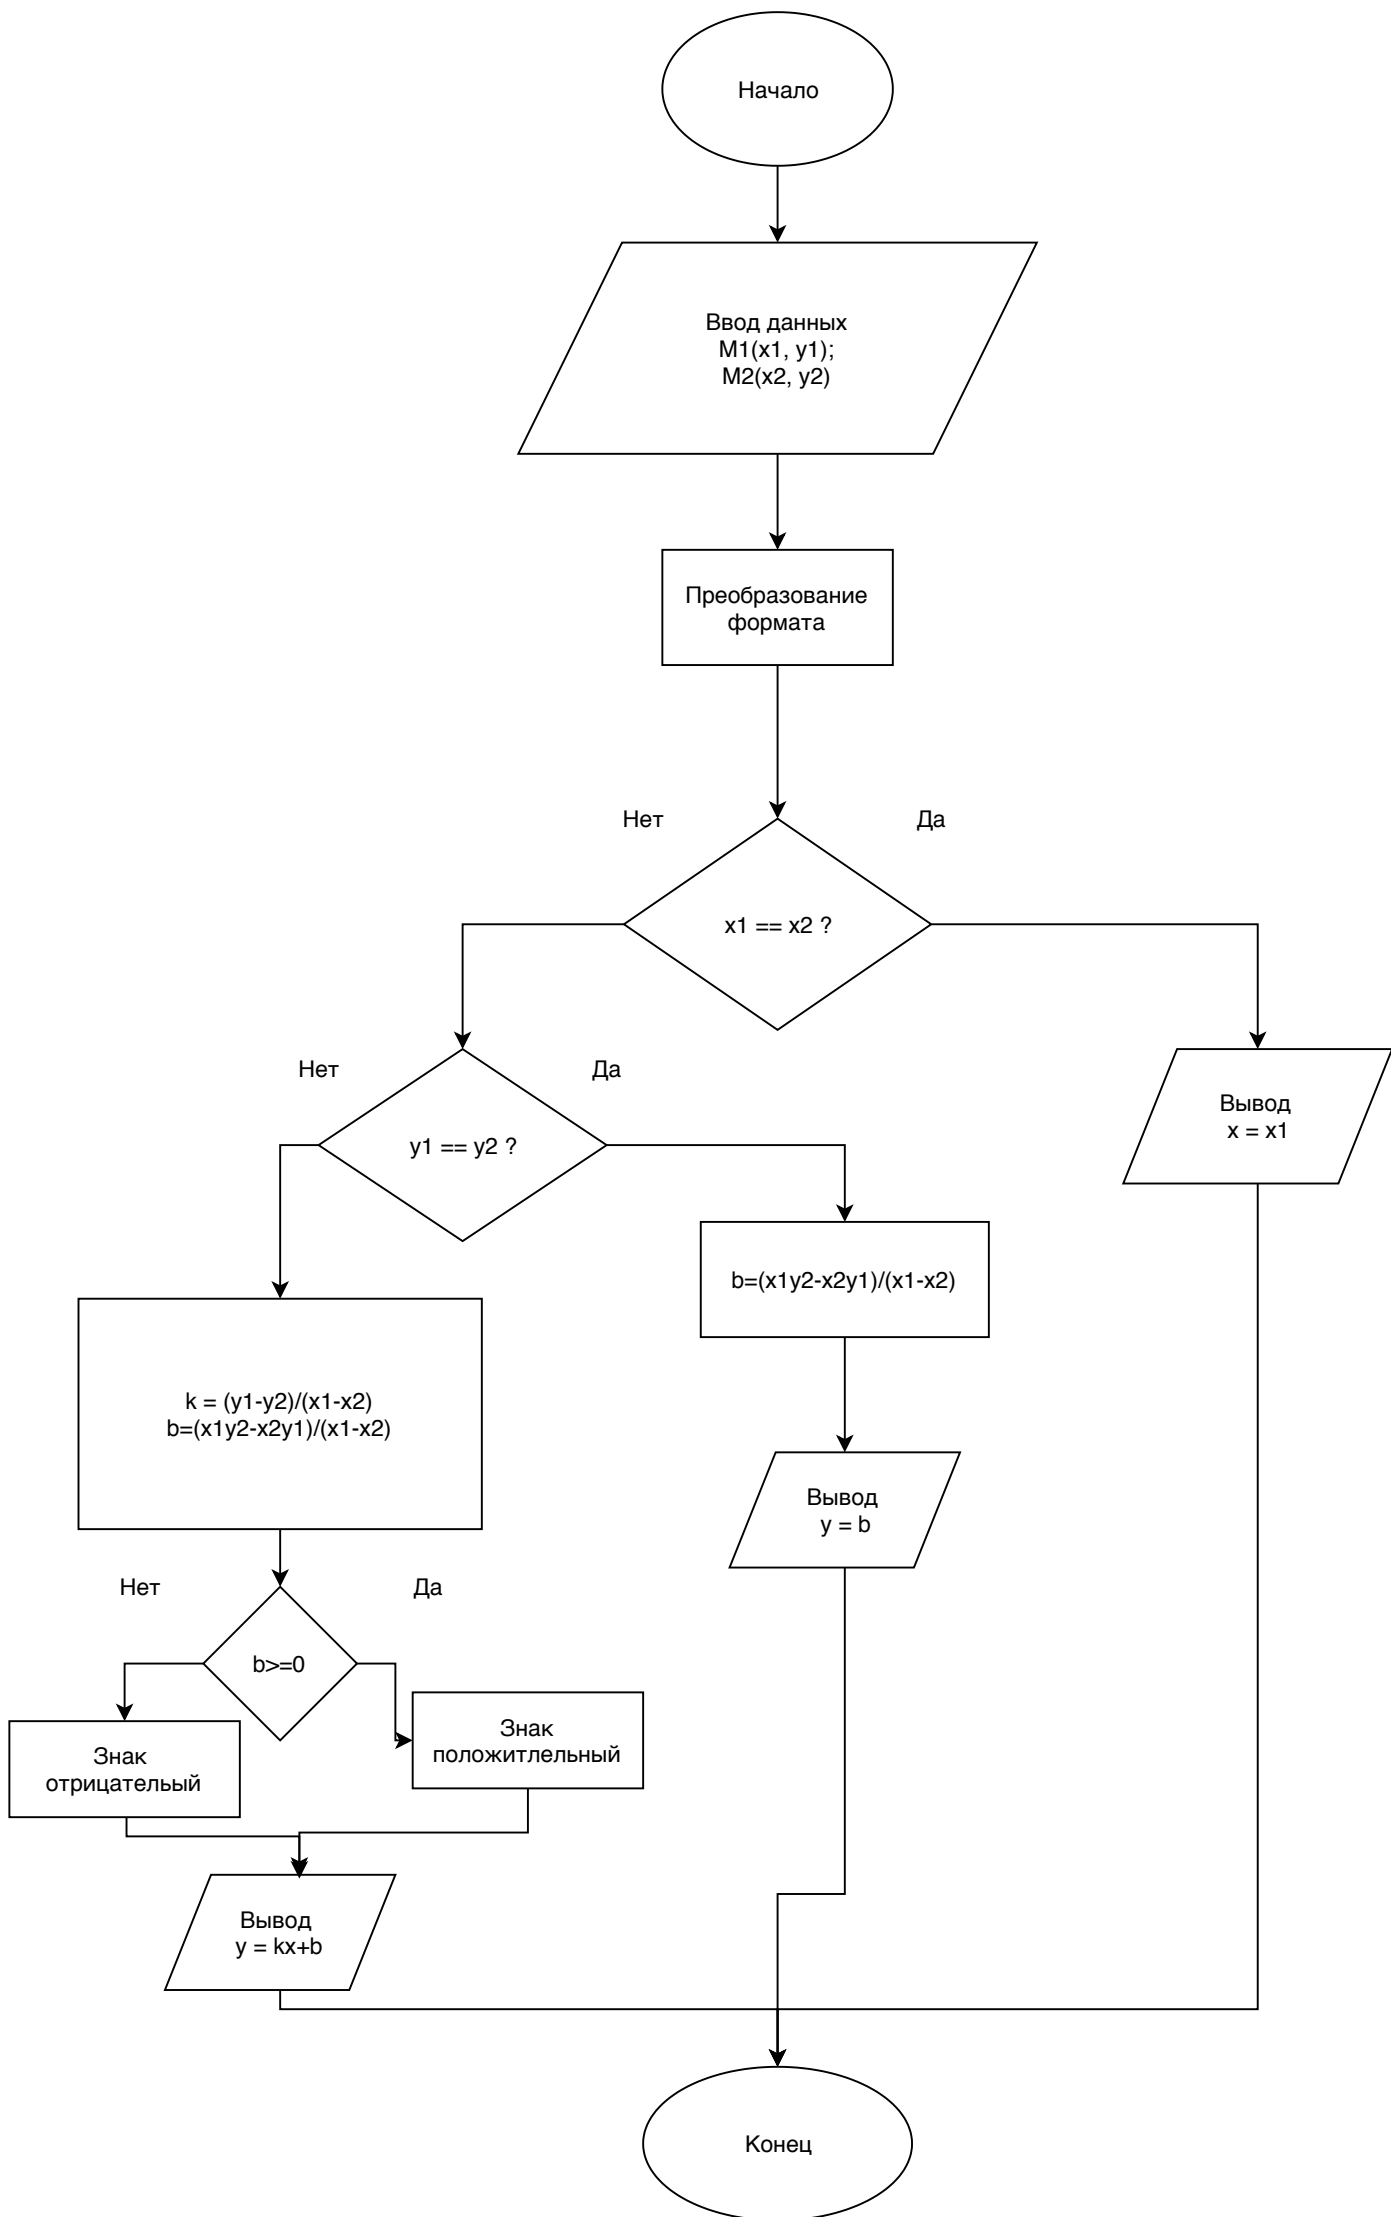 Начало
Ввод данных
M1(x1, y1);
M2(x2, y2)
Преобразование
формата
Нет
Да
x1 == x2 ?
Нет
Да
y1 == y2 ?
Вывод
x = x1
b=(x1y2-x2y1)/(x1-x2)
k = (y1-y2)/(x1-x2)
b=(x1y2-x2y1)/(x1-x2)
Вывод
y = b
Нет
Да
b>=0
Знак
отрицательый
Знак
положитлельный
Вывод
y = kx+b
Конец